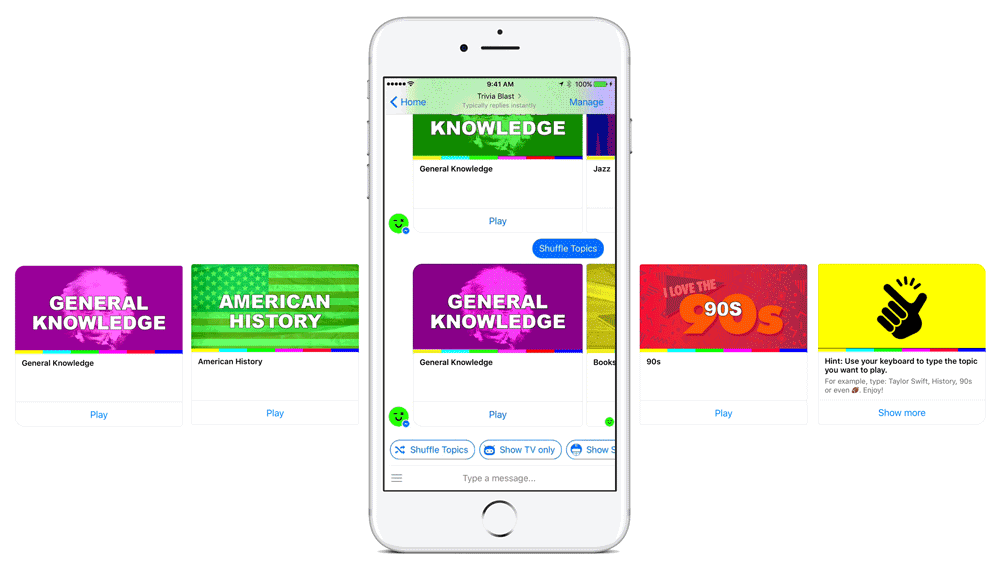 9:41 AM
100%
Home
Trivia Blast
Typically replies instantly
Manage
KNOWLEDGE
General Knowledge
Jazz
Play
Shuffle Topics
GENERAL
KNOWLEDGE
General Knowledge
Play
AMERICAN
HISTORY
American History
Play
GENERAL
KNOWLEDGE
General Knowledge
Books
Play
I LOVE THE
90s
90S
90s
Play
Hint: Use your keyboard to type the topic
you want to play.
For example, type: Taylor Swift, History, 90s
or even 🏈. Enjoy!
Show more
Shuffle Topics
Show TV only
Show S
Type a message...